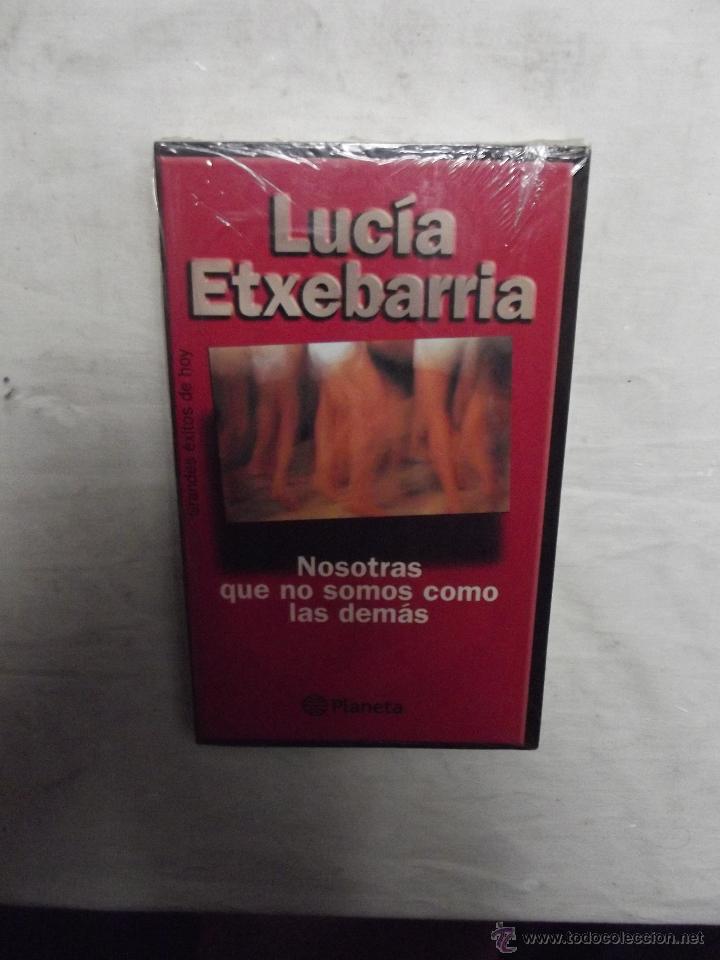 Lucía
Etxebarria
Grandes éxitos de hoy
Nosotras
que no somos como
las demás
Planeta
www.todocoleccion.net